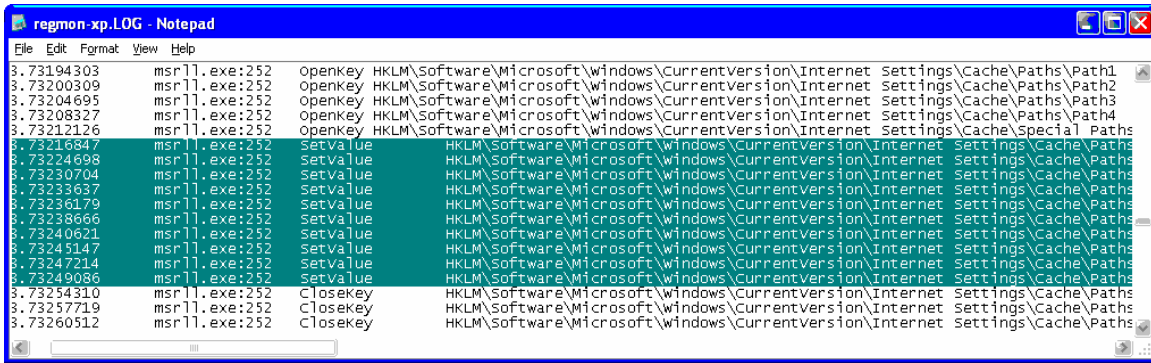 regmon-xp.LOG - Notepad
File Edit Format View Help
3.73194303 msrll.exe:252 OpenKey HKLM\Software\Microsoft\Windows\CurrentVersion\Internet Settings\Cache\Paths\Path1
3.73200309 msrll.exe:252 OpenKey HKLM\Software\Microsoft\Windows\CurrentVersion\Internet Settings\Cache\Paths\Path2
3.73204695 msrll.exe:252 OpenKey HKLM\Software\Microsoft\Windows\CurrentVersion\Internet Settings\Cache\Paths\Path3
3.73208327 msrll.exe:252 OpenKey HKLM\Software\Microsoft\Windows\CurrentVersion\Internet Settings\Cache\Paths\Path4
3.73212126 msrll.exe:252 OpenKey HKLM\Software\Microsoft\Windows\CurrentVersion\Internet Settings\Cache\Special Paths
3.73216847 msrll.exe:252 SetValue HKLM\Software\Microsoft\Windows\CurrentVersion\Internet Settings\Cache\Paths
3.73224698 msrll.exe:252 SetValue HKLM\Software\Microsoft\Windows\CurrentVersion\Internet Settings\Cache\Paths
3.73230704 msrll.exe:252 SetValue HKLM\Software\Microsoft\Windows\CurrentVersion\Internet Settings\Cache\Paths
3.73233637 msrll.exe:252 SetValue HKLM\Software\Microsoft\Windows\CurrentVersion\Internet Settings\Cache\Paths
3.73236179 msrll.exe:252 SetValue HKLM\Software\Microsoft\Windows\CurrentVersion\Internet Settings\Cache\Paths
3.73238666 msrll.exe:252 SetValue HKLM\Software\Microsoft\Windows\CurrentVersion\Internet Settings\Cache\Paths
3.73240621 msrll.exe:252 SetValue HKLM\Software\Microsoft\Windows\CurrentVersion\Internet Settings\Cache\Paths
3.73245147 msrll.exe:252 SetValue HKLM\Software\Microsoft\Windows\CurrentVersion\Internet Settings\Cache\Paths
3.73247214 msrll.exe:252 SetValue HKLM\Software\Microsoft\Windows\CurrentVersion\Internet Settings\Cache\Paths
3.73249086 msrll.exe:252 SetValue HKLM\Software\Microsoft\Windows\CurrentVersion\Internet Settings\Cache\Paths
3.73254310 msrll.exe:252 CloseKey HKLM\Software\Microsoft\Windows\CurrentVersion\Internet Settings\Cache\Paths
3.73257719 msrll.exe:252 CloseKey HKLM\Software\Microsoft\Windows\CurrentVersion\Internet Settings\Cache\Paths
3.73260512 msrll.exe:252 CloseKey HKLM\Software\Microsoft\Windows\CurrentVersion\Internet Settings\Cache\Paths